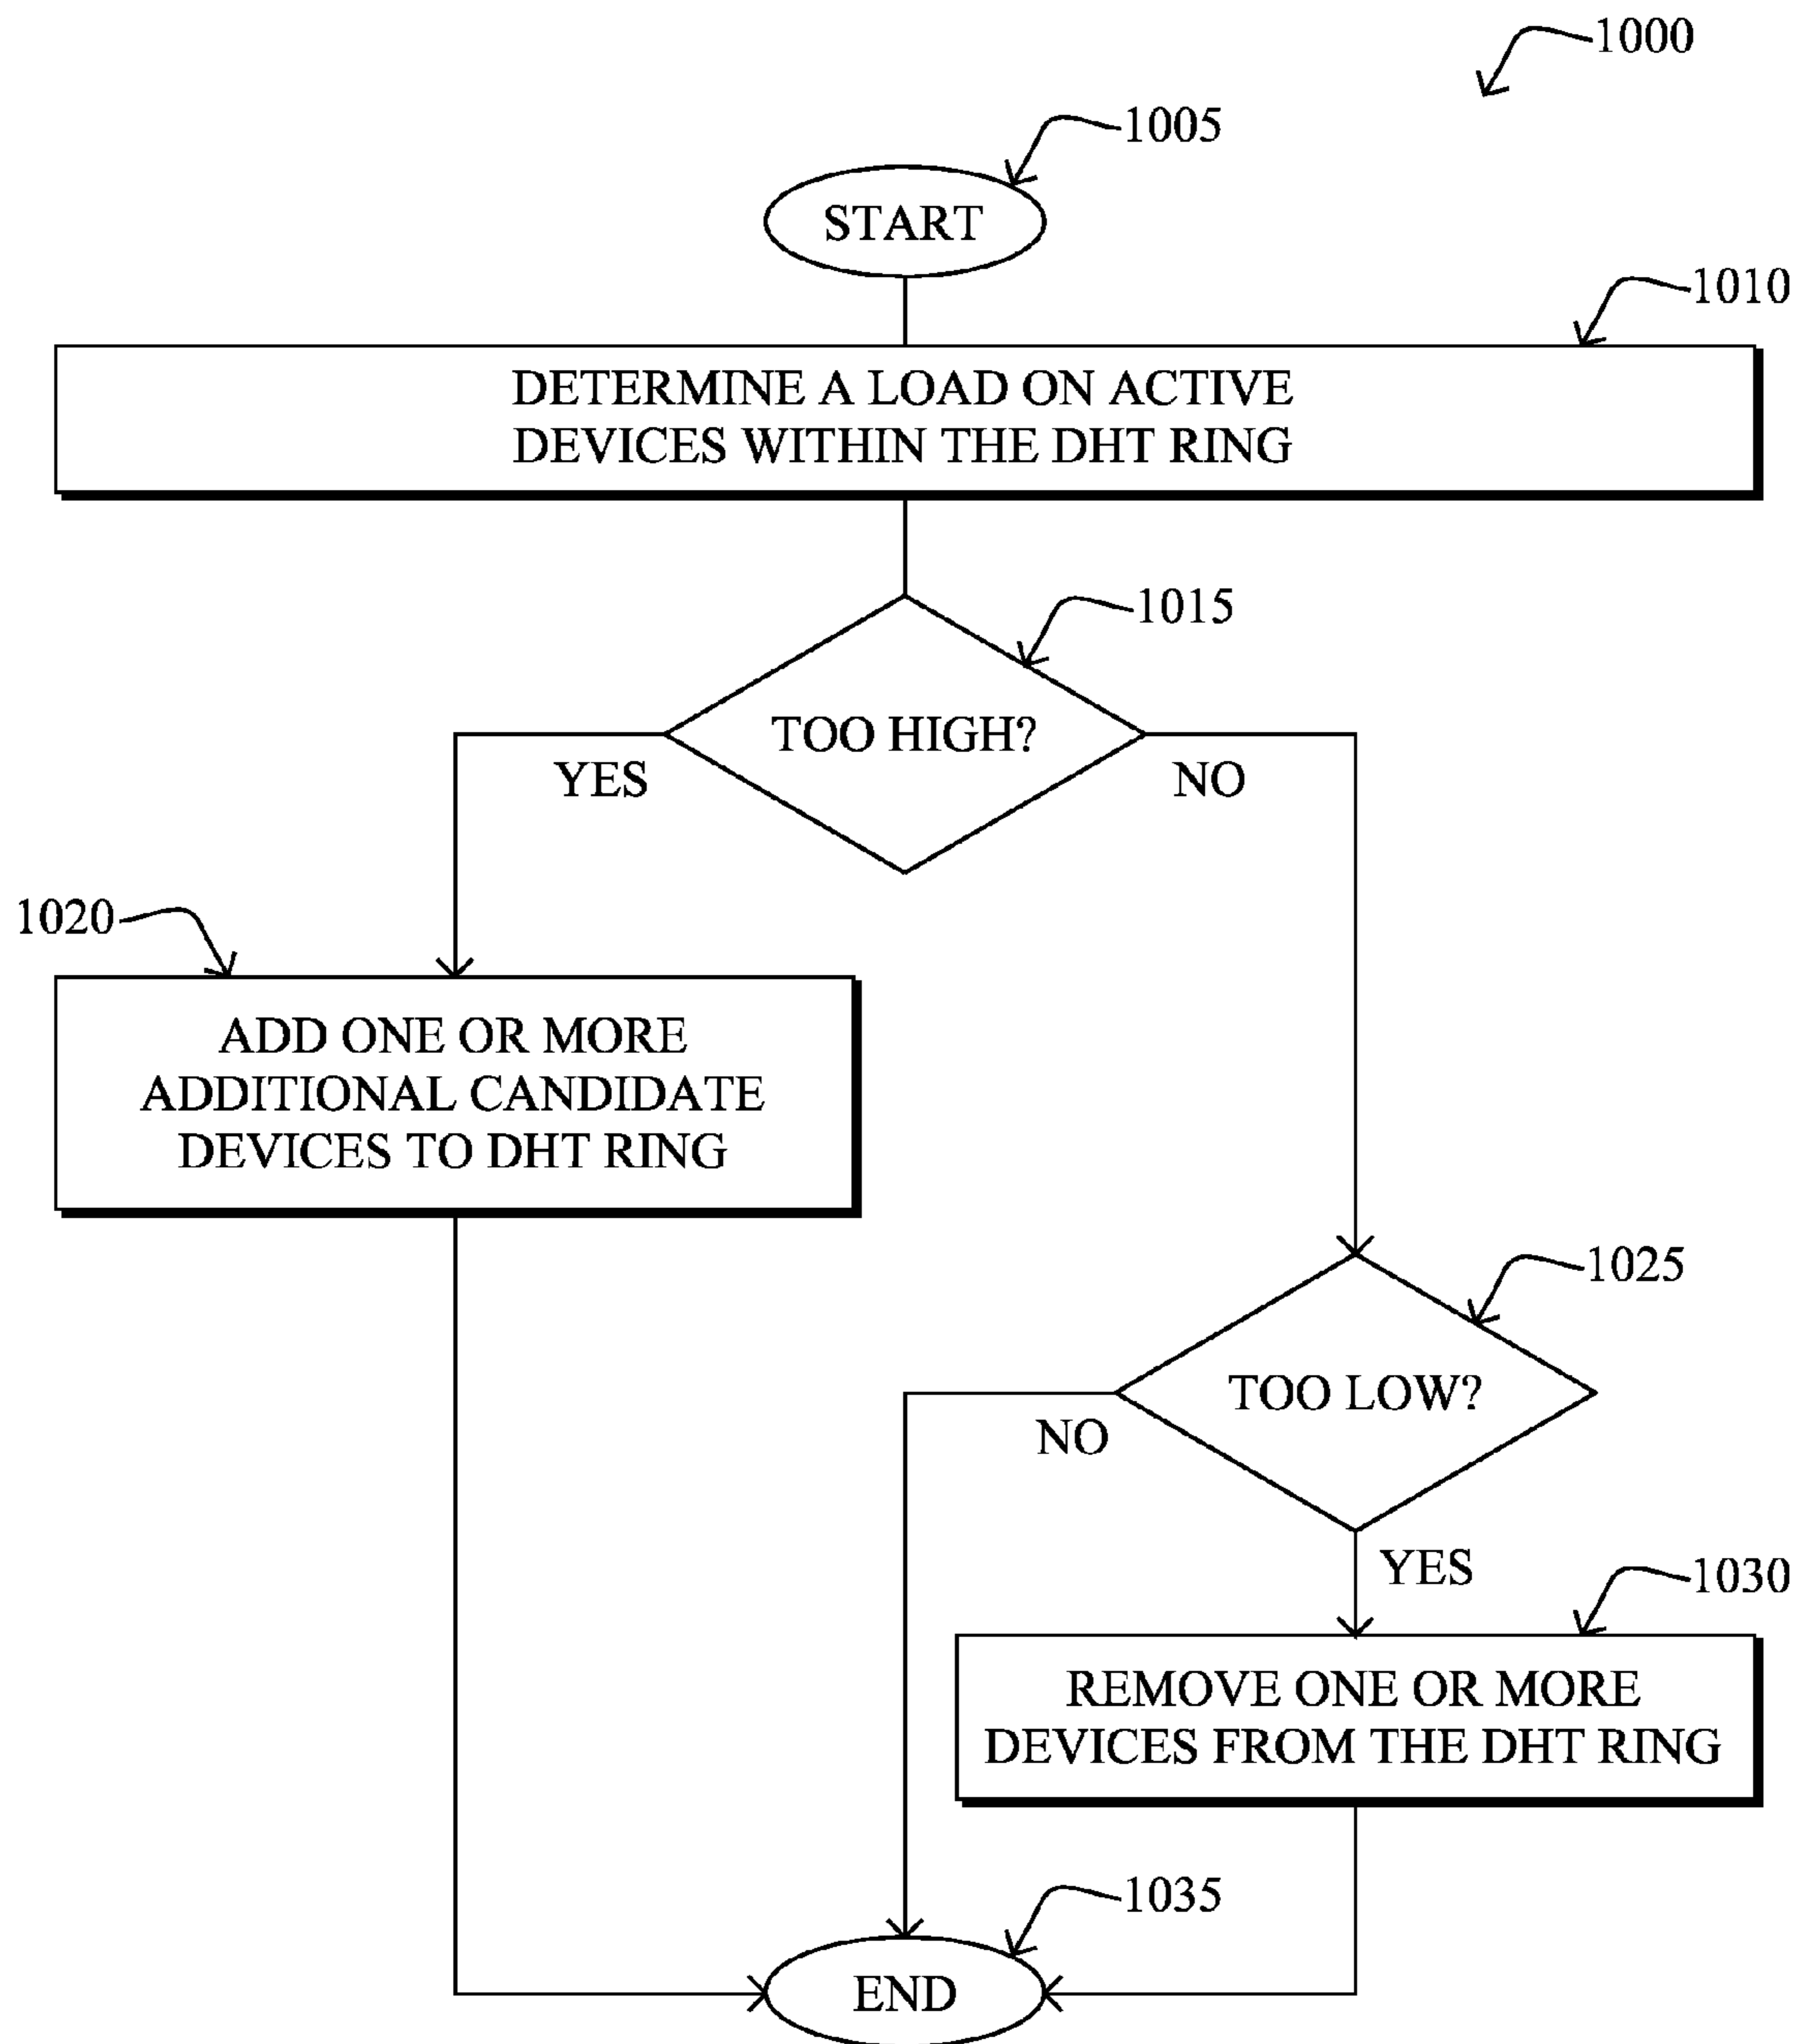 1000
1005
START
1010
DETERMINE A LOAD ON ACTIVE
DEVICES WITHIN THE DHT RING
1015
TOO HIGH?
YES
NO
1020
ADD ONE OR MORE
ADDITIONAL CANDIDATE
DEVICES TO DHT RING
1025
TOO LOW?
NO
YES
1030
REMOVE ONE OR MORE
DEVICES FROM THE DHT RING
1035
END